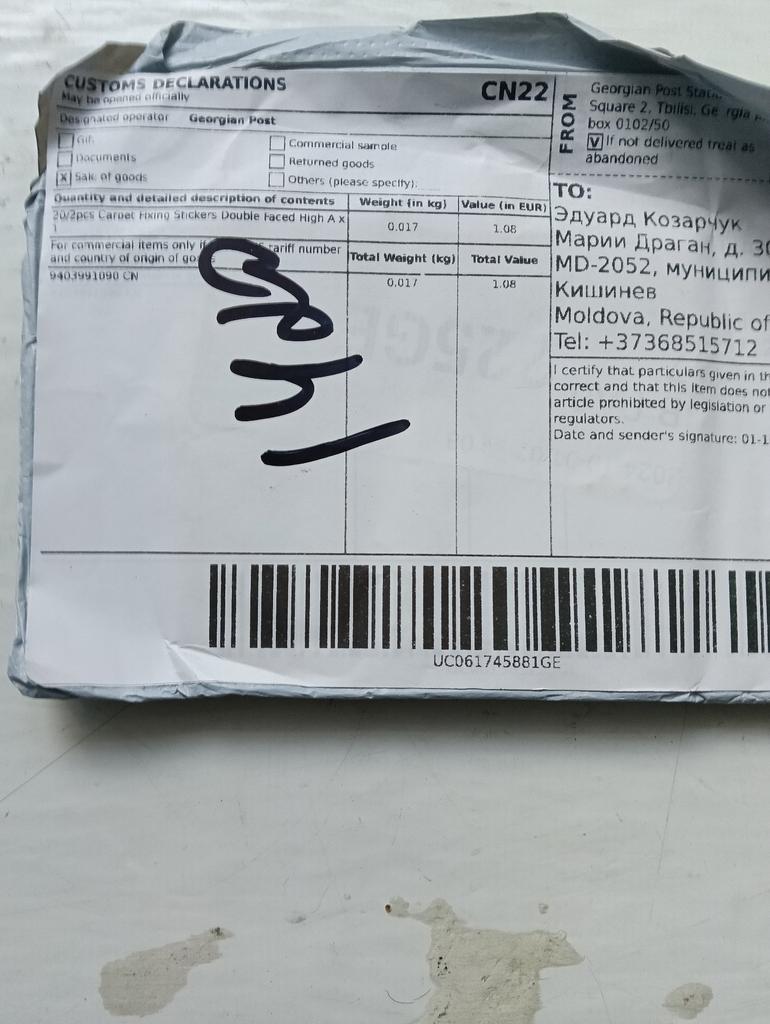 CUSTOMS DECLARATIONS
May be opened officially
CN22
Designated operator Georgian Post
Gift
Commercial sample
Documents
Returned goods
X Sale of goods
Others (please specify):
Quantity and detailed description of contents
Weight (in kg)
Value (in EUR)
20/2pcs Carpet Fixing Stickers Double Faced High A x
1
0.017
1.08
For commercial items only if tariff number
and country of origin of
Total Weight (kg)
Total Value
9403991090 CN
0.017
1.08
FROM
Georgian Post
Square 2, Tbilisi,
box 0102/50
V If not delivered treat as
abandoned
TO:
Эдуард Козарчук
Марии Драган, д.
MD-2052,
Кишинев
Moldova, Republic of
Tel: +37368515712
I certify that particulars given in
correct and that this item does
article prohibited by legislation or
regulators.
Date and sender's signature:
UC061745881GE